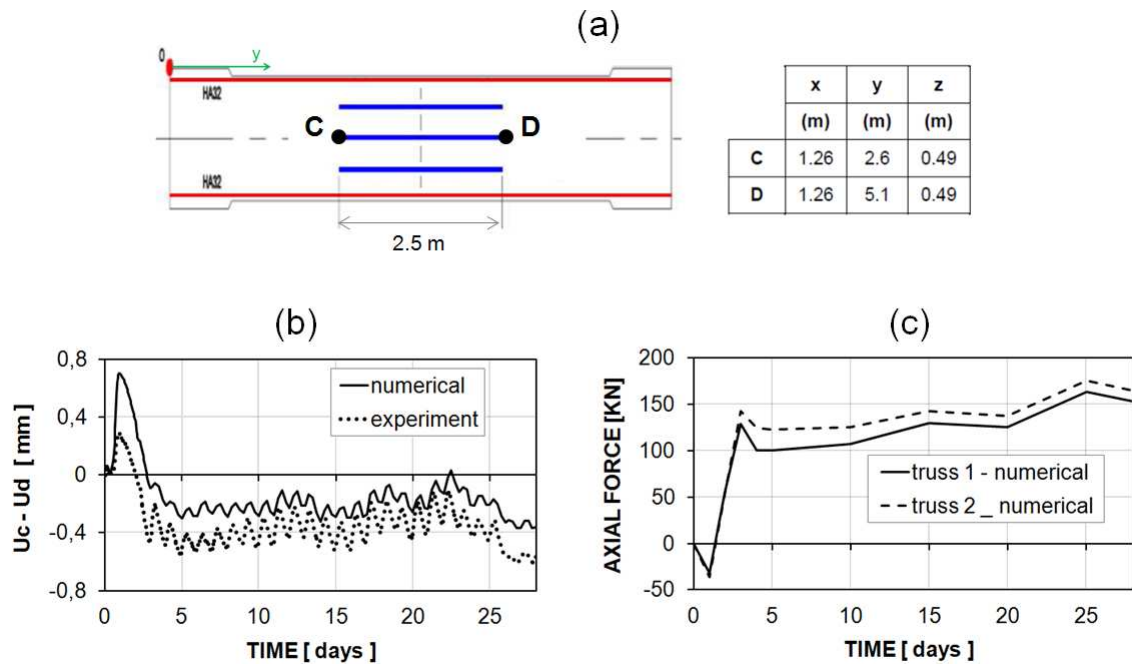 (a)
0
y
HA32
C
D
HA32
2.5 m
x y z
(m) (m) (m)
C 1.26 2.6 0.49
D 1.26 5.1 0.49
(b)
0,8
0,4
0
-0,4
-0,8
Uc - Ud [ mm ]
numerical
experiment
0 5 10 15 20 25
TIME [ days ]
(c)
200
150
100
50
0
-50
AXIAL FORCE [KN]
truss 1 - numerical
truss 2 _ numerical
0 5 10 15 20 25
TIME [ days ]